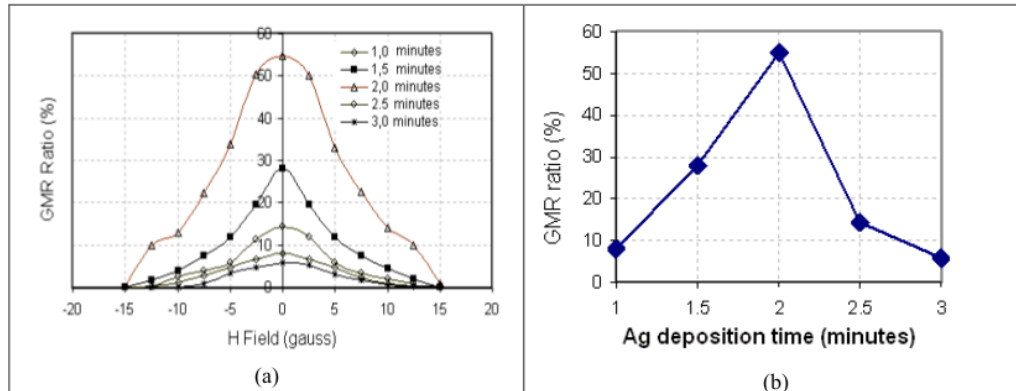 60
50
40
30
20
10
0
-20 -15 -10 -5 0 5 10 15 20
GMR Ratio (%)
H Field (gauss)
1,0 minutes
1,5 minutes
2,0 minutes
2.5 minutes
3,0 minutes
(a)
60
50
40
30
20
10
0
1 1.5 2 2.5 3
GMR ratio (%)
Ag deposition time (minutes)
(b)